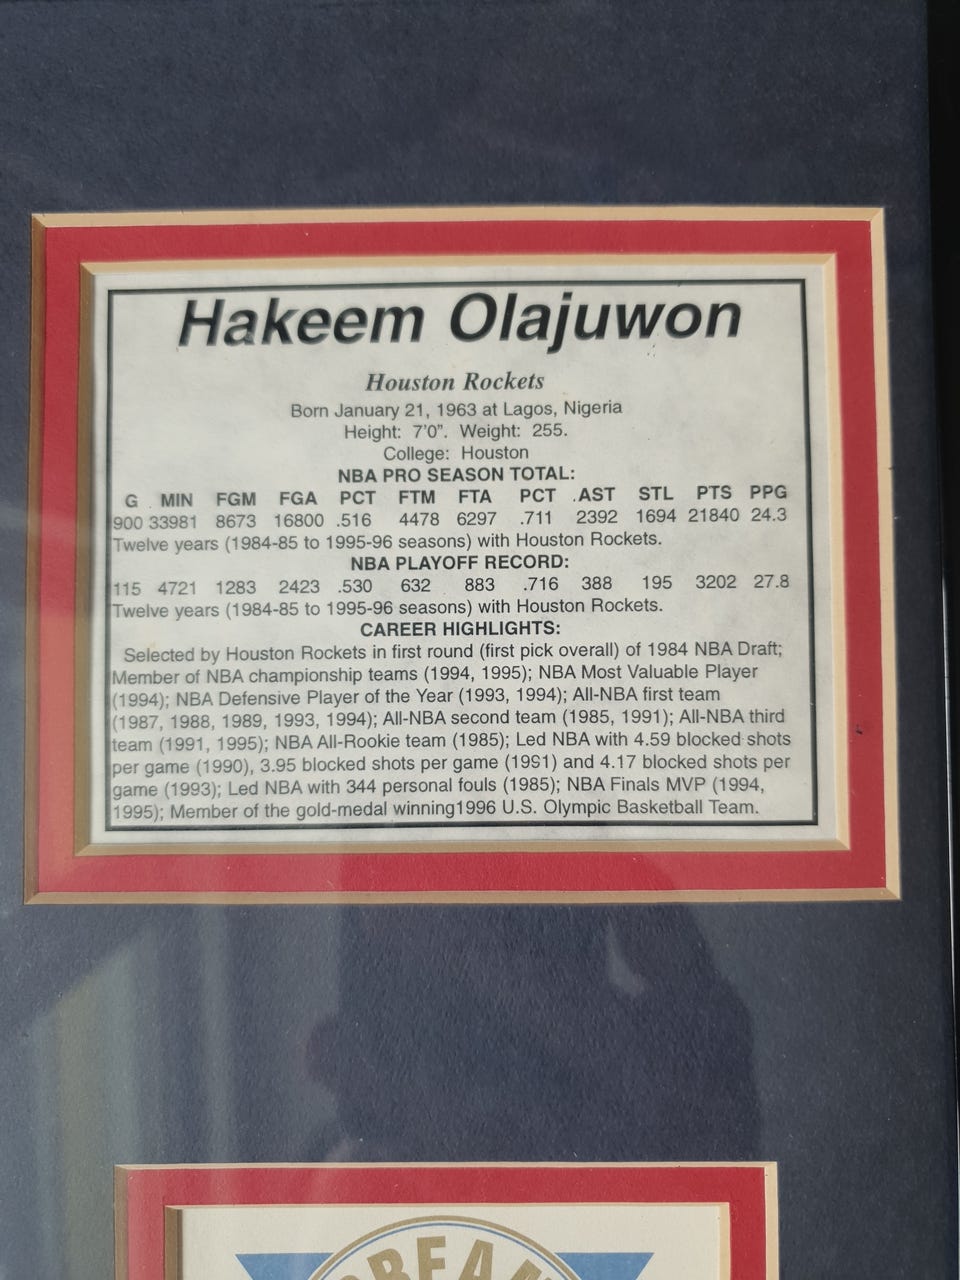 Hakeem Olajuwon
Houston Rockets
Born January 21, 1963 at Lagos, Nigeria
Height: 7'0". Weight: 255.
College: Houston
NBA PRO SEASON TOTAL:
G MIN FGM FGA PCT FTM FTA PCT AST STL PTS PPG
900 33981 8673 16800 .516 4478 6297 .711 2392 1694 21840 24.3
Twelve years (1984-85 to 1995-96 seasons) with Houston Rockets.
NBA PLAYOFF RECORD:
115 4721 1283 2423 .530 632 883 .716 388 195 3202 27.8
Twelve years (1984-85 to 1995-96 seasons) with Houston Rockets.
CAREER HIGHLIGHTS:
Selected by Houston Rockets in first round (first pick overall) of 1984 NBA Draft;
Member of NBA championship teams (1994, 1995); NBA Most Valuable Player
(1994); NBA Defensive Player of the Year (1993, 1994); All-NBA first team
(1987, 1988, 1989, 1993, 1994); All-NBA second team (1985, 1991); All-NBA third
team (1991, 1995); NBA All-Rookie team (1985); Led NBA with 4.59 blocked shots
per game (1990), 3.95 blocked shots per game (1991) and 4.17 blocked shots per
game (1993); Led NBA with 344 personal fouls (1985); NBA Finals MVP (1994,
1995); Member of the gold-medal winning1996 U.S. Olympic Basketball Team.